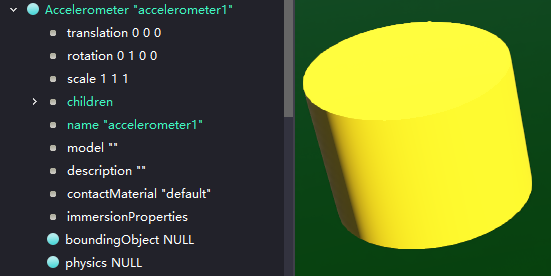 Accelerometer "accelerometer1"
translation 0 0 0
rotation 0 1 0 0
scale 1 1 1
children
name "accelerometer1"
model ""
description ""
contactMaterial "default"
immersionProperties
boundingObject NULL
physics NULL